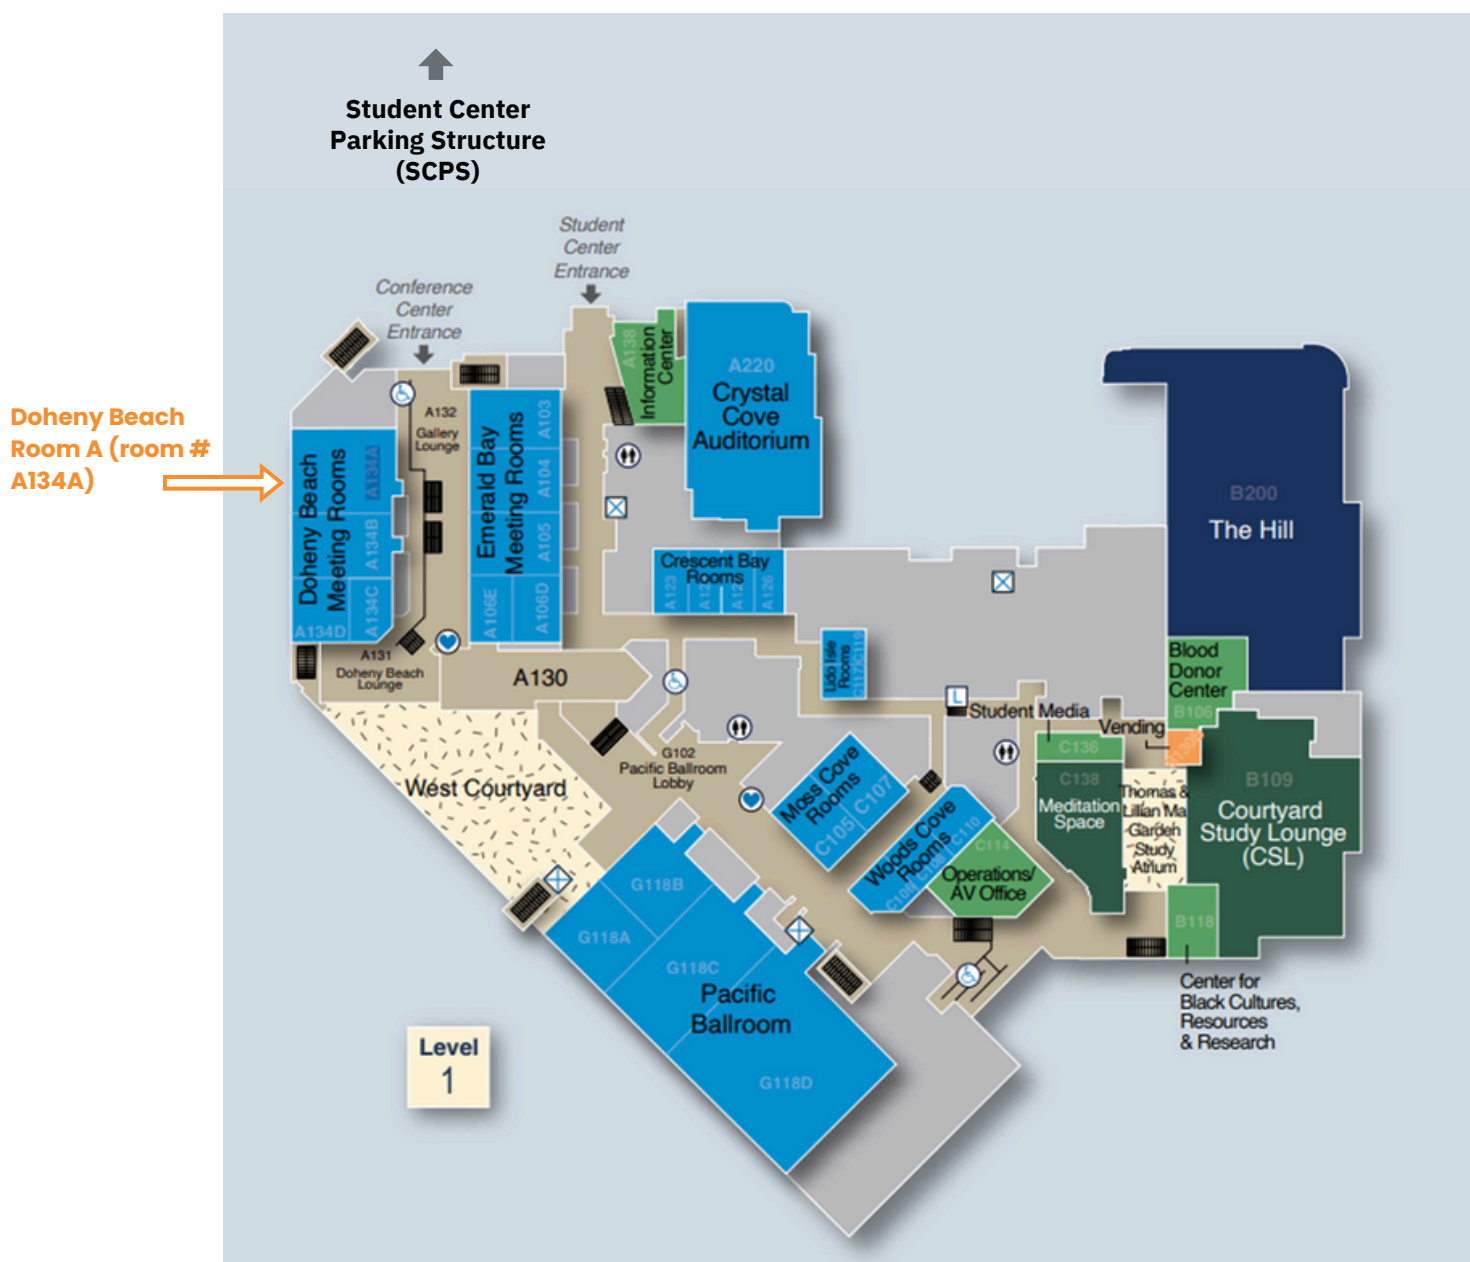 Student Center
Parking Structure
(SCPS)
Student
Center
Entrance
Conference
Center
Entrance
Doheny Beach
Room A (room #
A134A)
A138
Information
Center
A220
Crystal
Cove
Auditorium
A132
Gallery
Lounge
Doheny Beach
Meeting Rooms
A134A
A134B
A134C
A134D
Emerald Bay
Meeting Rooms
A103
A104
A105
A106D
A106E
B200
The Hill
Crescent Bay
Rooms
A123
A126
Lido Isle
Rooms
Blood
Donor
Center
B106
A131
Doheny Beach
Lounge
A130
L
Student Media
Vending
C136
G102
Pacific Ballroom
Lobby
West Courtyard
Moss Cove
Rooms
C105
C107
C138
Meditation
Space
Thomas &
Lillian Ma
Garden
Study
Atrium
B109
Courtyard
Study Lounge
(CSL)
Woods Cove
Rooms
C110
C114
Operations/
AV Office
G118B
G118A
G118C
Pacific
Ballroom
G118D
B118
Center for
Black Cultures,
Resources
& Research
Level
1